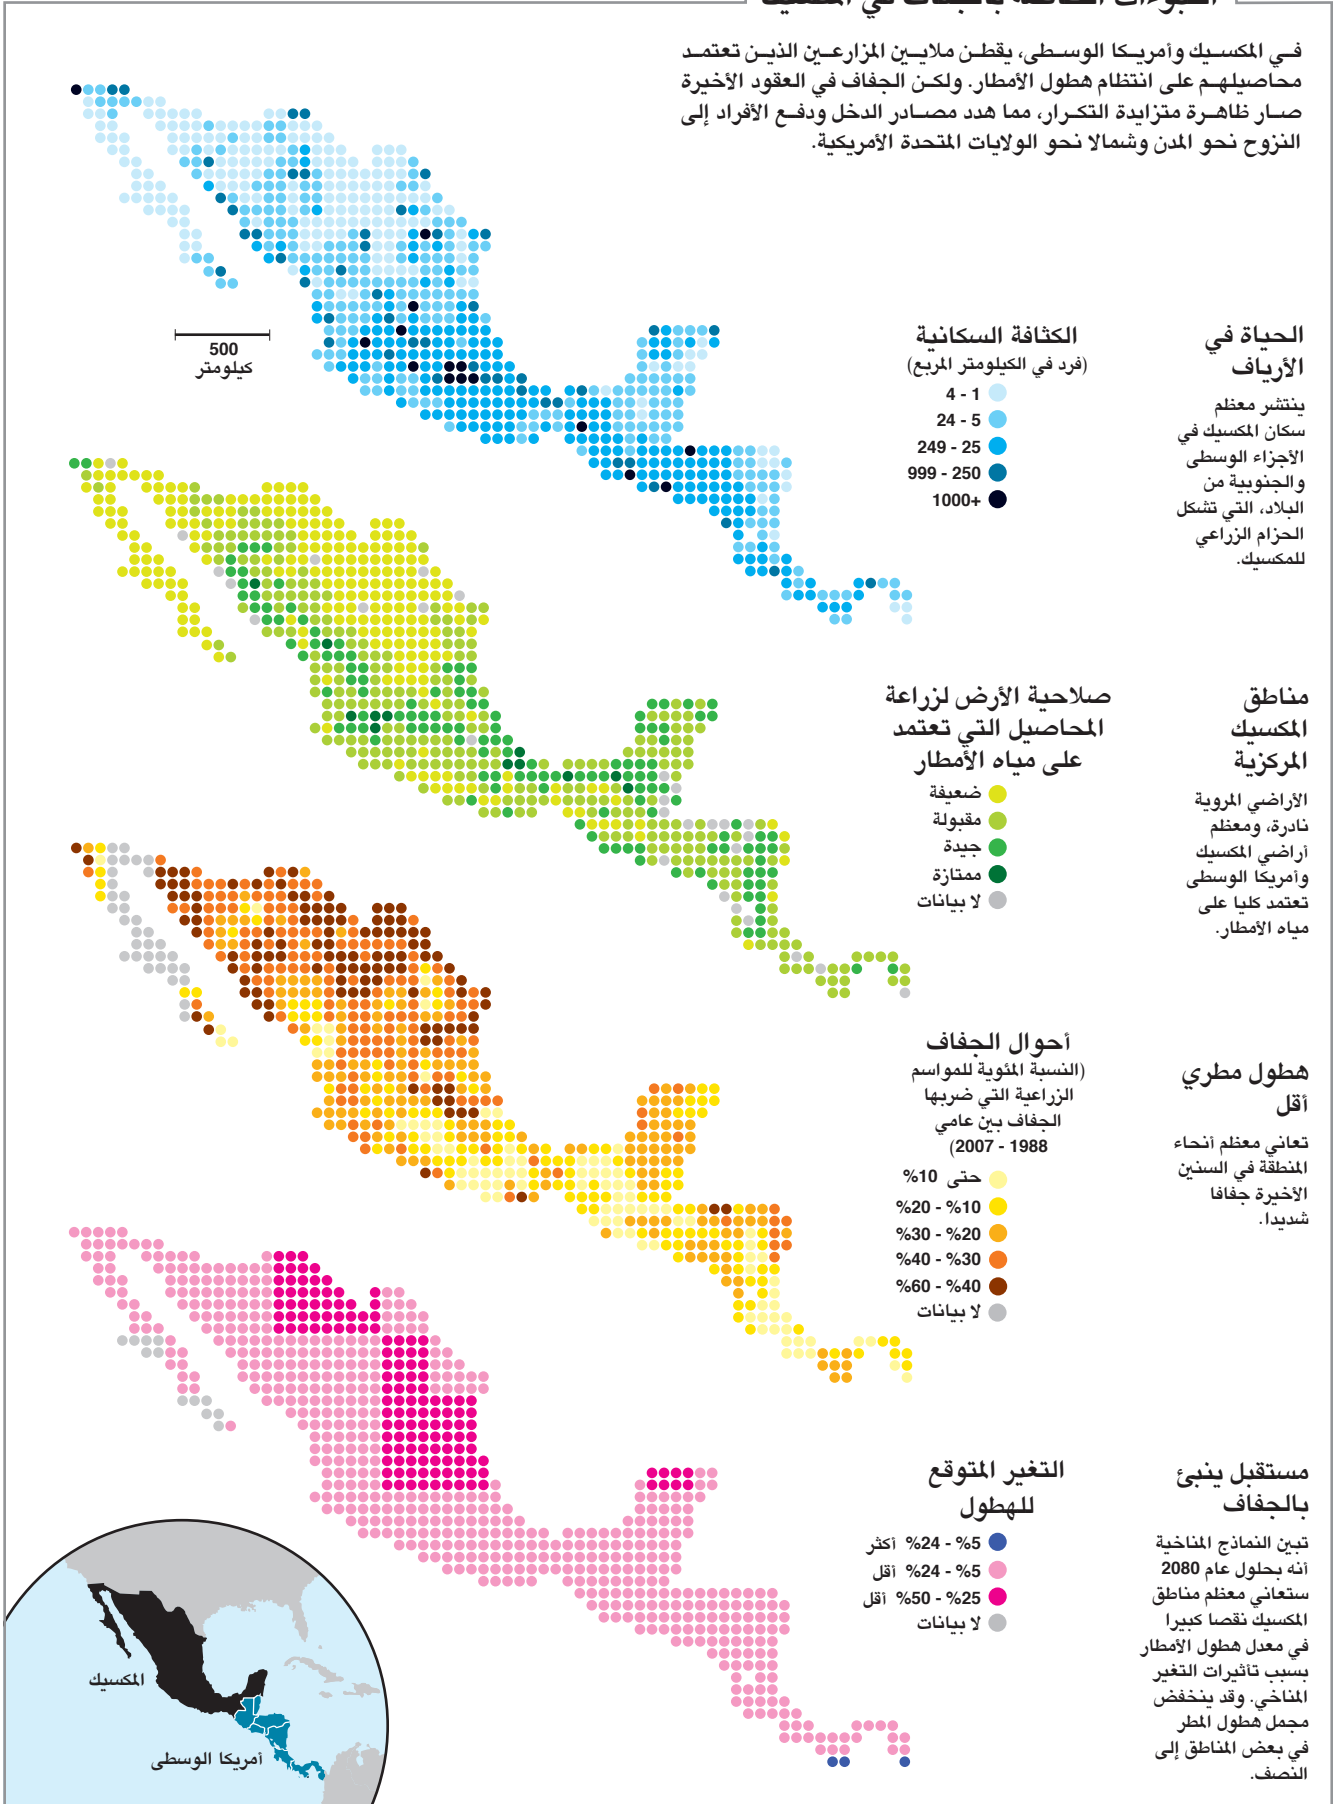 في المكسيك وأمريكا الوسطى، يقطن ملايين المزارعين الذين تعتمد
محاصيلهم على انتظام هطول الأمطار. ولكن الجفاف في العقود الأخيرة
صار ظاهرة متزايدة التكرار، مما هدد مصادر الدخل ودفع الأفراد إلى
النزوح نحو المدن وشمالا نحو الولايات المتحدة الأمريكية.
الحياة في
الأرياف
ينتشر معظم
سكان المكسيك في
الأجزاء الوسطى
والجنوبية من
البلاد، التي تشكل
الحزام الزراعي
للمكسيك.
الكثافة السكانية
(فرد في الكيلومتر المربع)
1 - 4
5 - 24
25 - 249
250 - 999
1000+
500
كيلومتر
مناطق
المكسيك
المركزية
الأراضي المروية
نادرة، ومعظم
أراضي المكسيك
وأمريكا الوسطى
تعتمد كليا على
مياه الأمطار.
صلاحية الأرض لزراعة
المحاصيل التي تعتمد
على مياه الأمطار
ضعيفة
مقبولة
جيدة
ممتازة
لا بيانات
هطول مطري
أقل
تعاني معظم أنحاء
المنطقة في السنين
الأخيرة جفافا
شديدا.
أحوال الجفاف
(النسبة المئوية للمواسم
الزراعية التي ضربها
الجفاف بين عامي
1988 - 2007)
حتى 10%
10% - 20%
20% - 30%
30% - 40%
40% - 60%
لا بيانات
مستقبل ينبئ
بالجفاف
تبين النماذج المناخية
أنه بحلول عام 2080
ستعاني معظم مناطق
المكسيك نقصا كبيرا
في معدل هطول الأمطار
بسبب تأثيرات التغير
المناخي. وقد ينخفض
مجمل هطول المطر
في بعض المناطق إلى
النصف.
التغير المتوقع
للهطول
5% - 24% أكثر
5% - 24% أقل
25% - 50% أقل
لا بيانات
المكسيك
أمريكا الوسطى